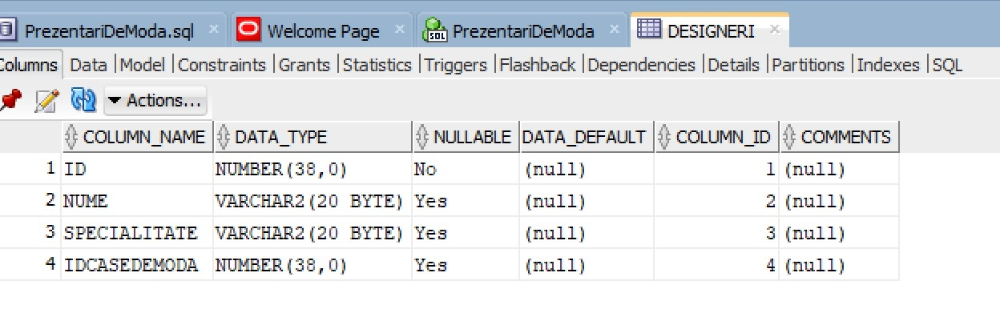 PrezentariDeModa.sql Welcome Page SQL PrezentariDeModa DESIGNERI
Columns Data Model Constraints Grants Statistics Triggers Flashback Dependencies Details Partitions Indexes SQL
Actions...
COLUMN_NAME DATA_TYPE NULLABLE DATA_DEFAULT COLUMN_ID COMMENTS
1 ID NUMBER(38,0) No (null) 1 (null)
2 NUME VARCHAR2(20 BYTE) Yes (null) 2 (null)
3 SPECIALITATE VARCHAR2(20 BYTE) Yes (null) 3 (null)
4 IDCASEDEMODA NUMBER(38,0) Yes (null) 4 (null)